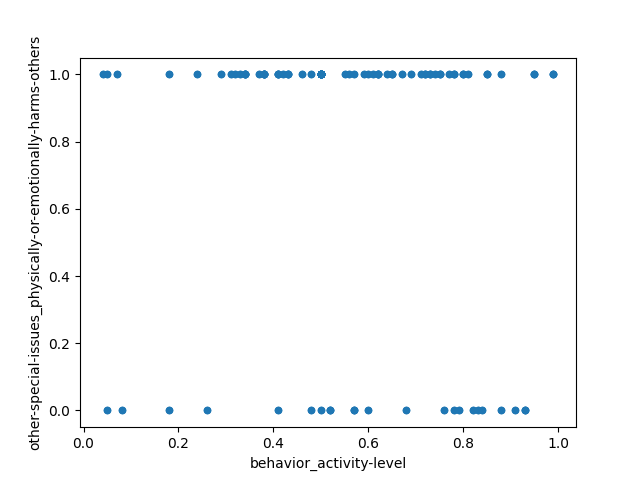 other-special-issues_physically-or-emotionally-harms-others
1.0
0.8
0.6
0.4
0.2
0.0
0.0 0.2 0.4 0.6 0.8 1.0
behavior_activity-level